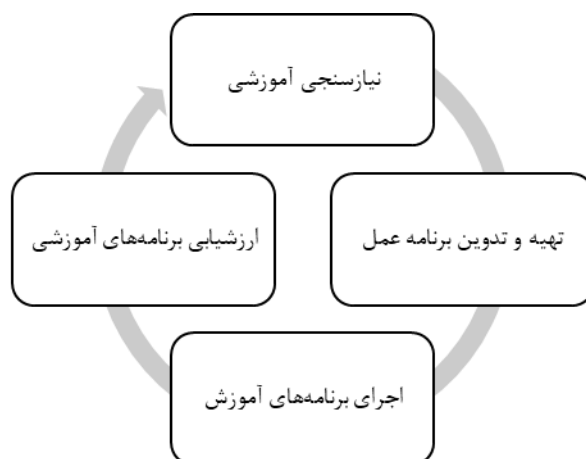 نیازسنجی آموزشی
تهیه و تدوین برنامه عمل
اجرای برنامه‌های آموزش
ارزشیابی برنامه‌های آموزشی